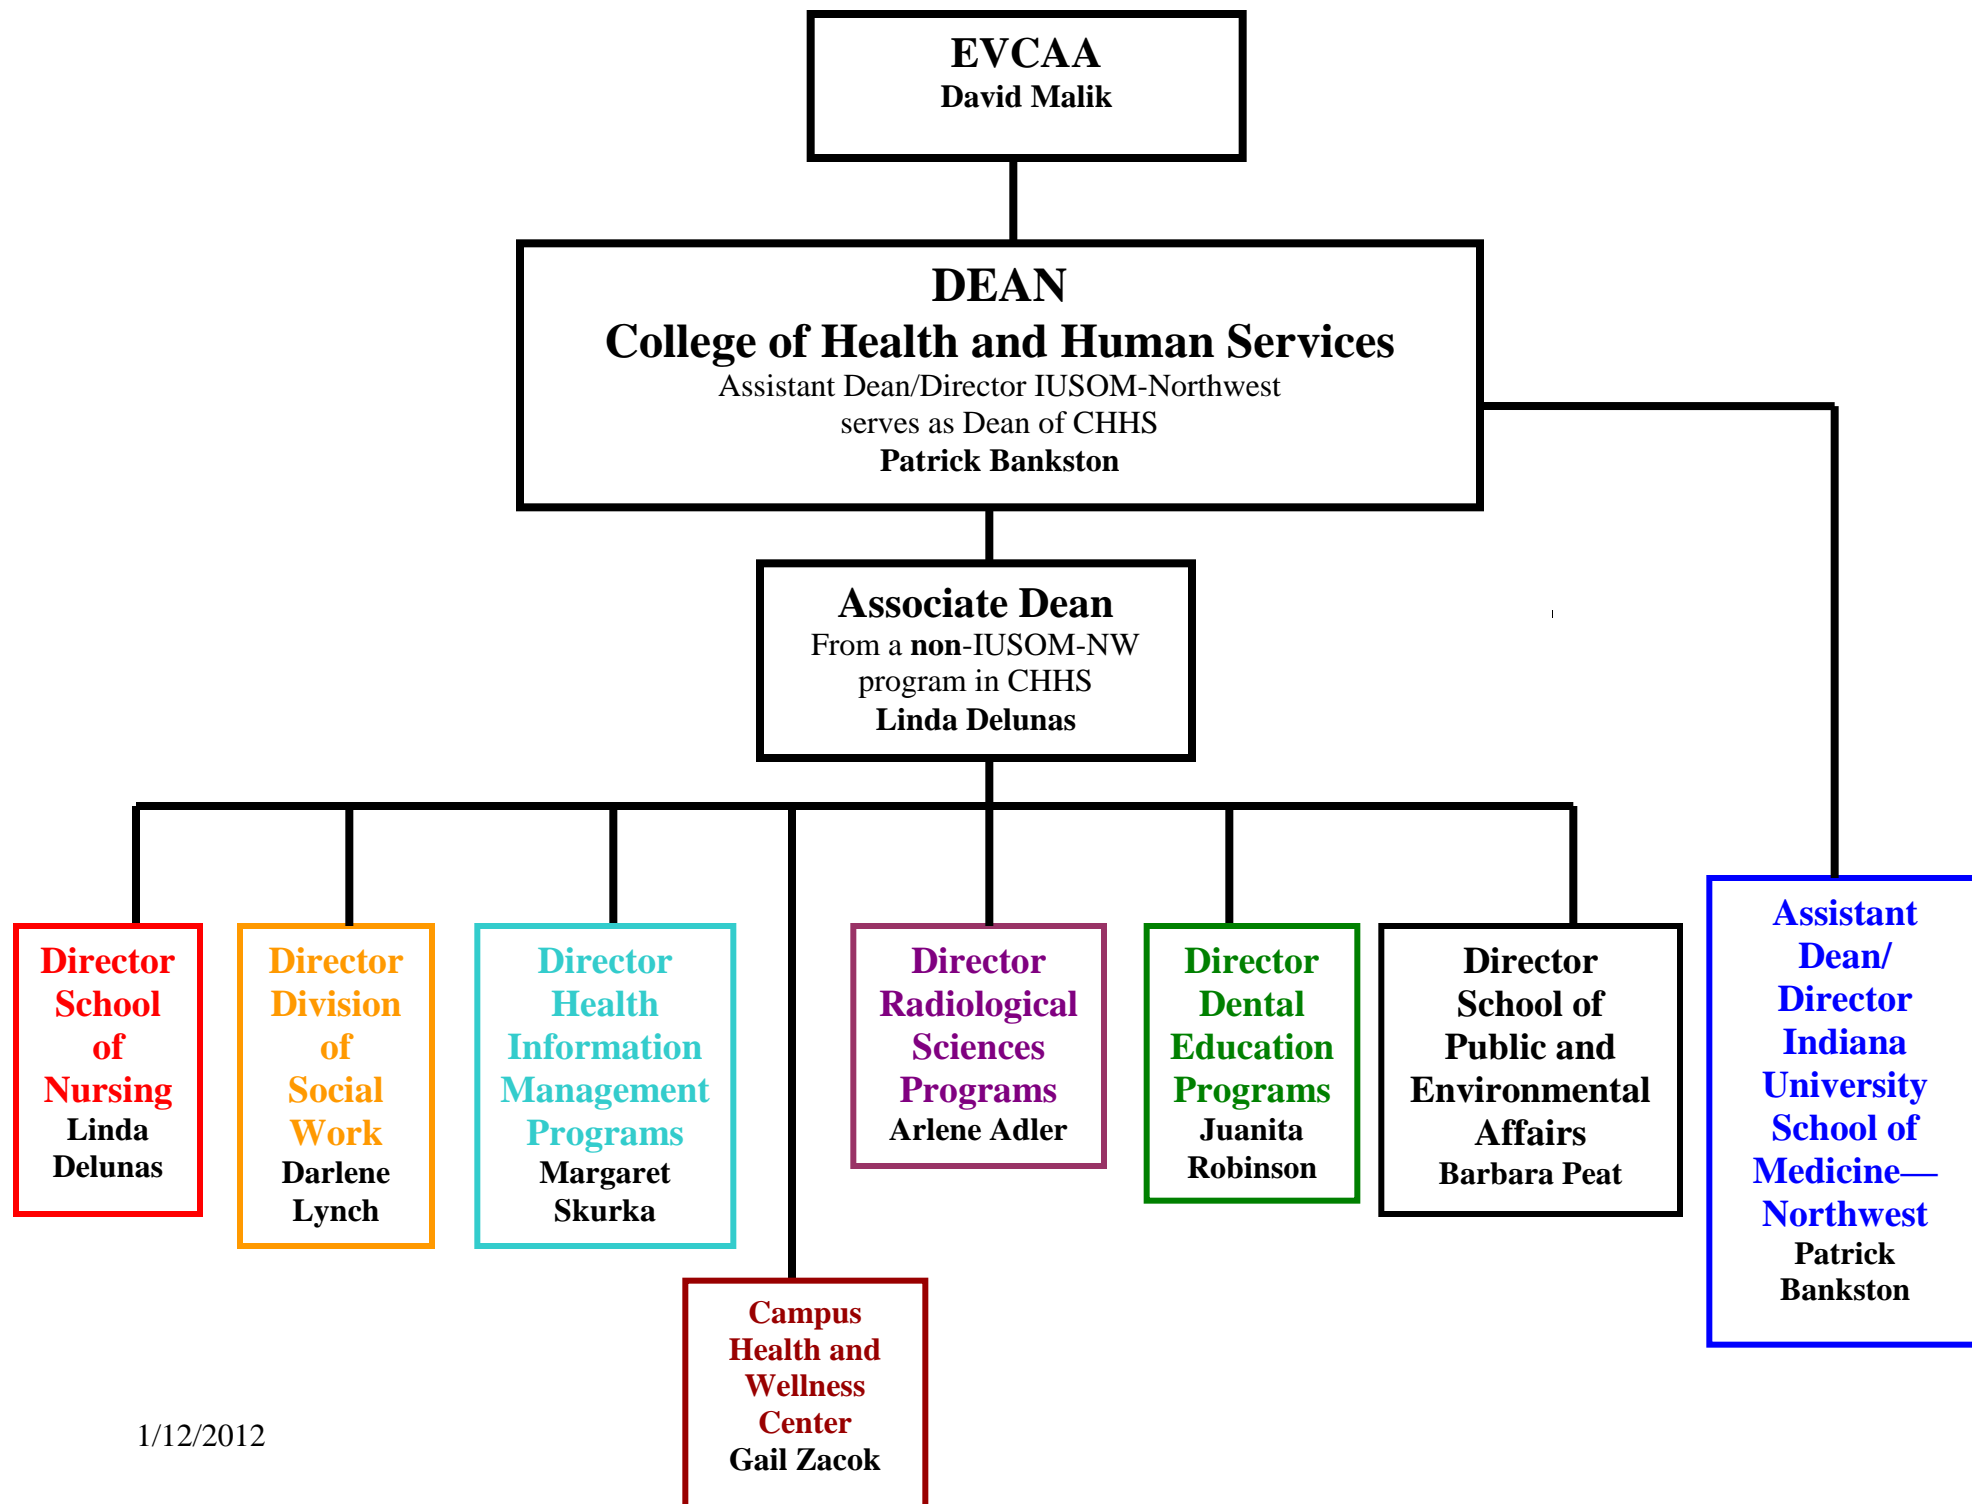 EVCAA
David Malik
DEAN
College of Health and Human Services
Assistant Dean/Director IUSOM-Northwest
serves as Dean of CHHS
Patrick Bankston
Associate Dean
From a non-IUSOM-NW
program in CHHS
Linda Delunas
Director
School
of
Nursing
Linda
Delunas
Director
Division
of
Social
Work
Darlene
Lynch
Director
Health
Information
Management
Programs
Margaret
Skurka
Campus
Health and
Wellness
Center
Gail Zacok
Director
Radiological
Sciences
Programs
Arlene Adler
Director
Dental
Education
Programs
Juanita
Robinson
Director
School of
Public and
Environmental
Affairs
Barbara Peat
Assistant
Dean/
Director
Indiana
University
School of
Medicine—
Northwest
Patrick
Bankston
1/12/2012